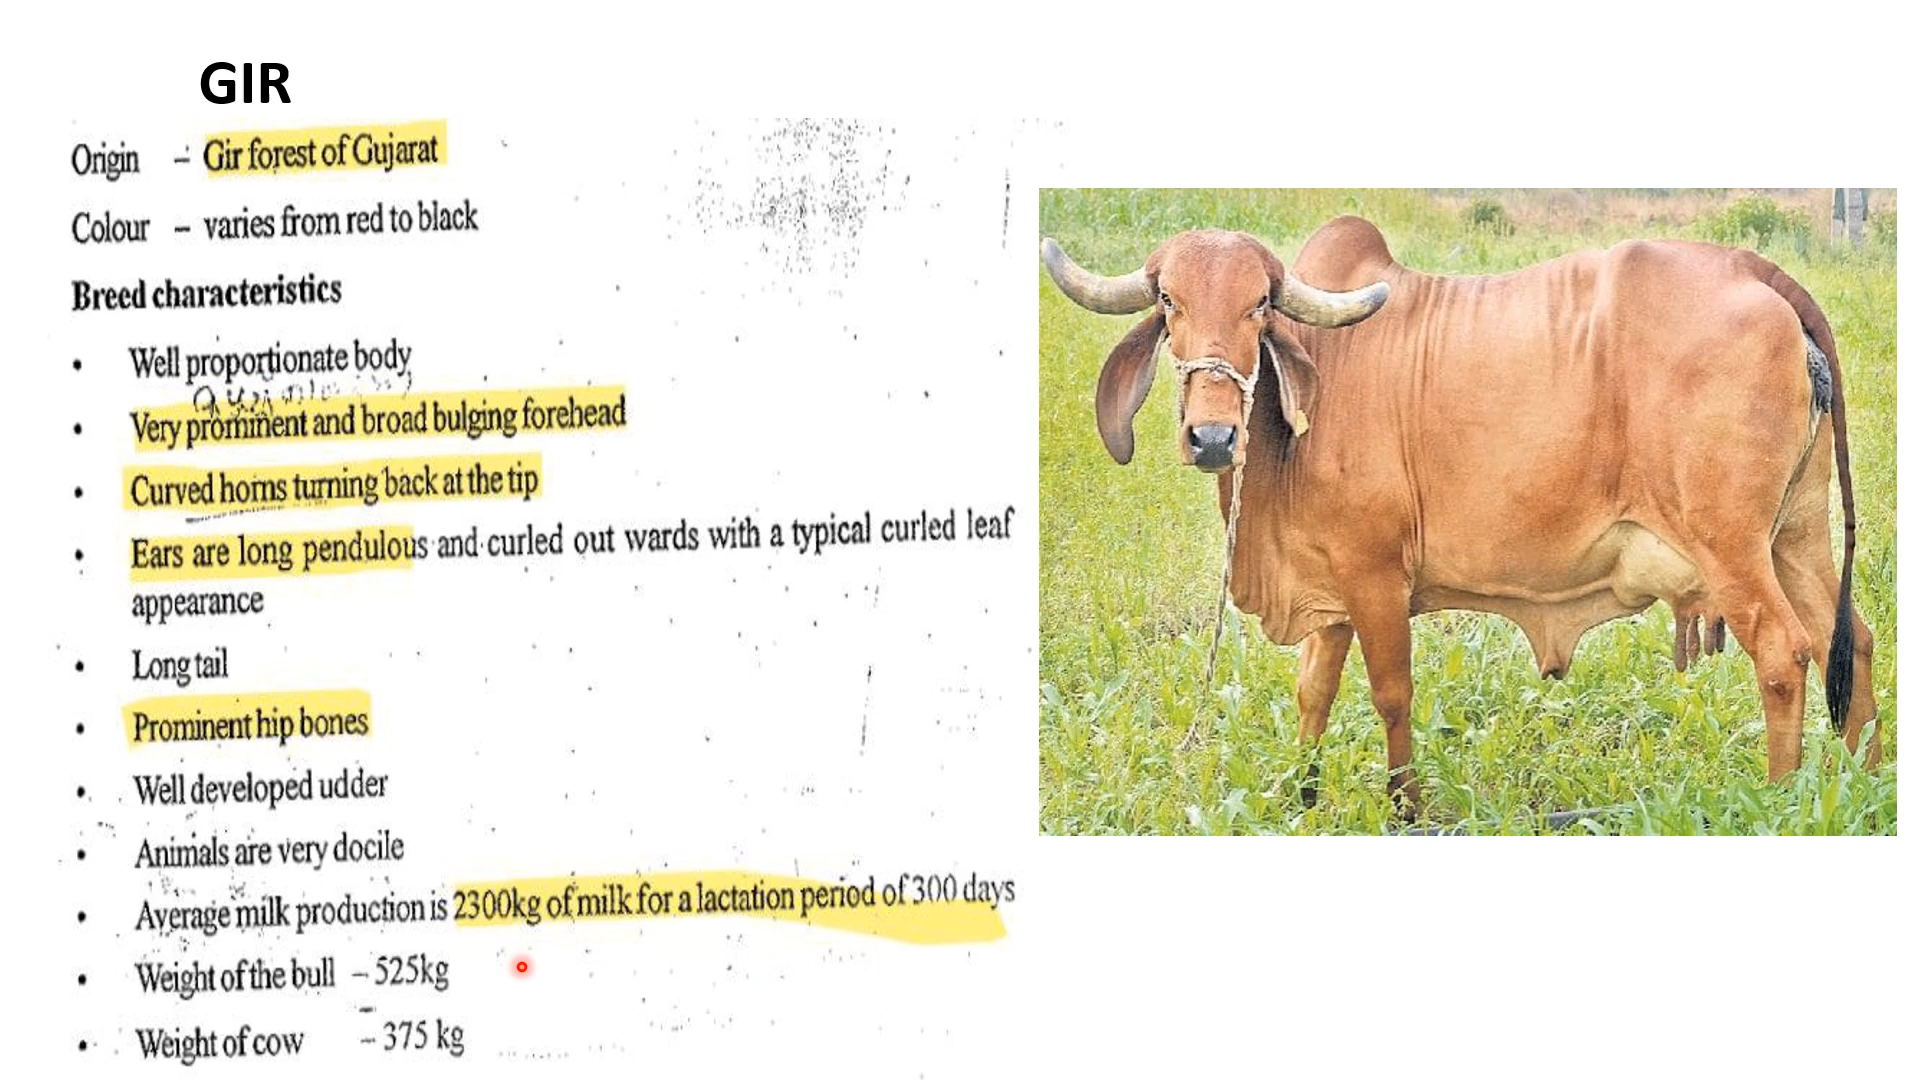 GIR
Origin – Gir forest of Gujarat
Colour – varies from red to black
Breed characteristics
• Well proportionate body
• Very prominent and broad bulging forehead
• Curved horns turning back at the tip
• Ears are long pendulous and curled out wards with a typical curled leaf
appearance
• Long tail
• Prominent hip bones
• Well developed udder
• Animals are very docile
• Average milk production is 2300kg of milk for a lactation period of 300 days
• Weight of the bull – 525kg
• Weight of cow – 375 kg